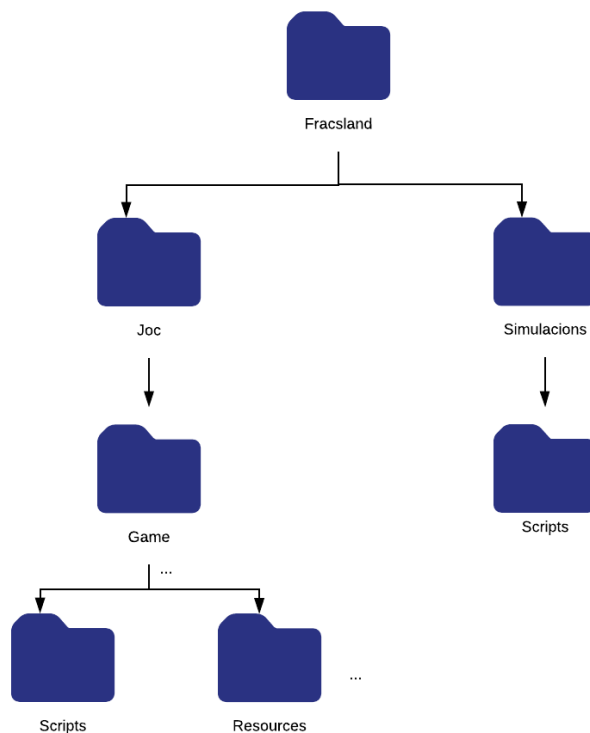 Fracsland
Joc
Simulacions
Game
Scripts
...
Scripts
Resources
...